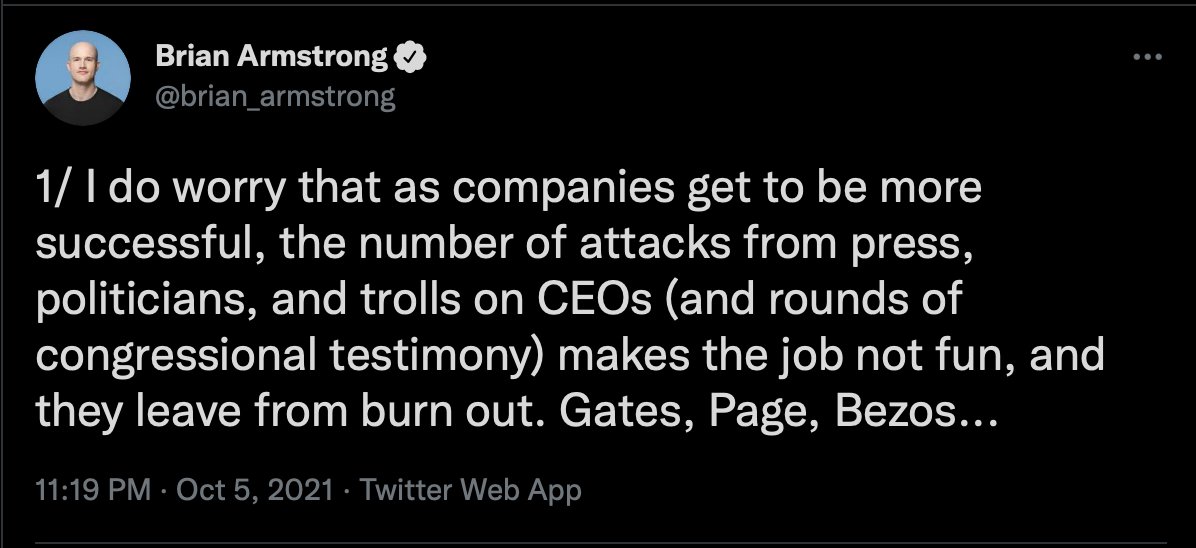 Brian Armstrong
@brian_armstrong
1/ I do worry that as companies get to be more
successful, the number of attacks from press,
politicians, and trolls on CEOs (and rounds of
congressional testimony) makes the job not fun, and
they leave from burn out. Gates, Page, Bezos...
11:19 PM · Oct 5, 2021 · Twitter Web App